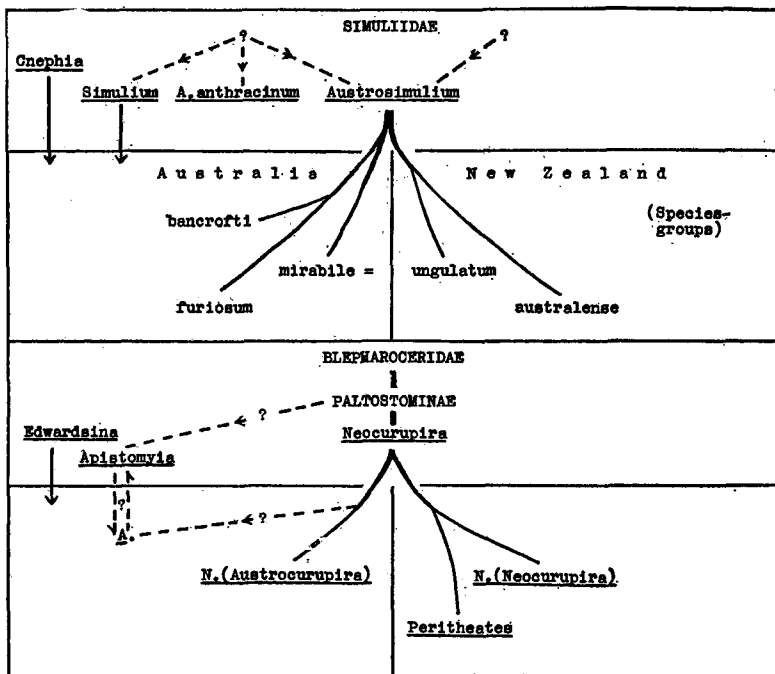 SIMULIIDAE
? ?
Cnephia
Simulium A. anthracinum Austrosimulium
Australis New Zealand
(Species-
groups)
bancrofti
mirabile = ungulatum
furiosum australense
BLEPHAROCERIDAE
? PALTOSTOMINAE
Edwardsina Neocurupira
Apistomyia
?
A. ?
N. (Austrocurupira) N. (Neocurupira)
Peritheates